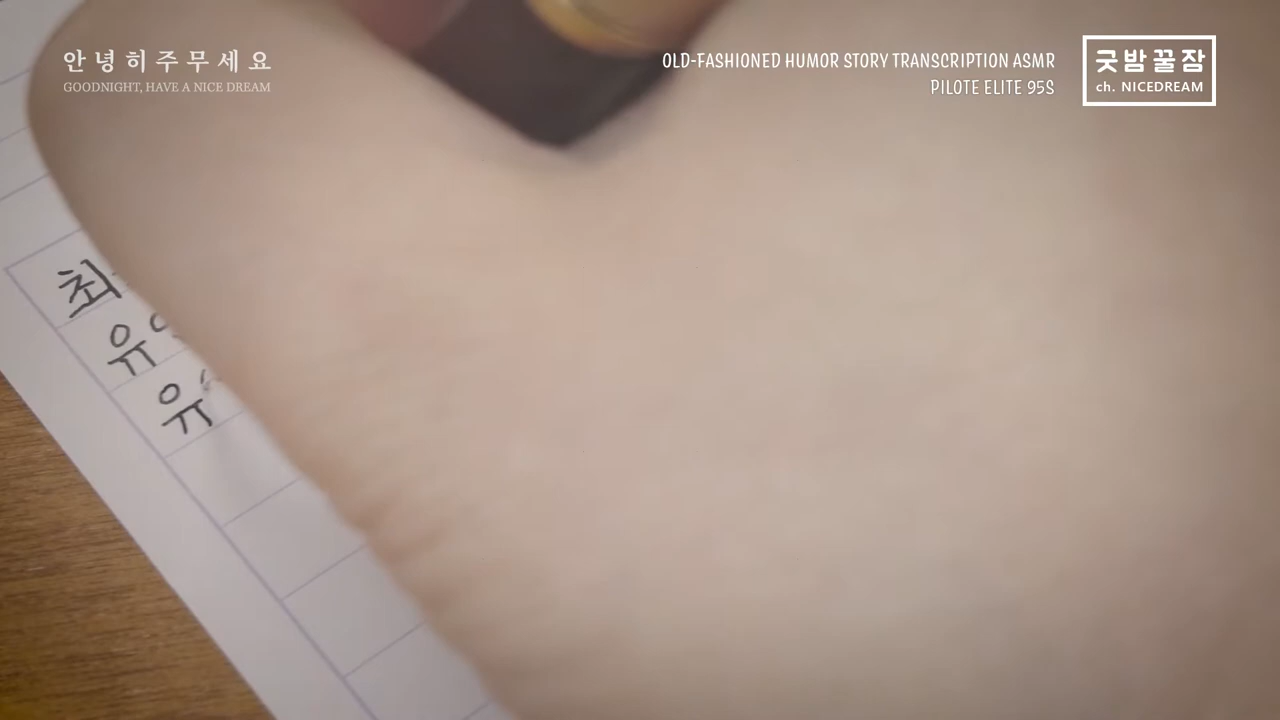 안녕히주무세요
GOODNIGHT, HAVE A NICE DREAM
OLD-FASHIONED HUMOR STORY TRANSCRIPTION ASMR
PILOTE ELITE 95S
굿밤꿀잠
ch. NICEDREAM
최
유
유